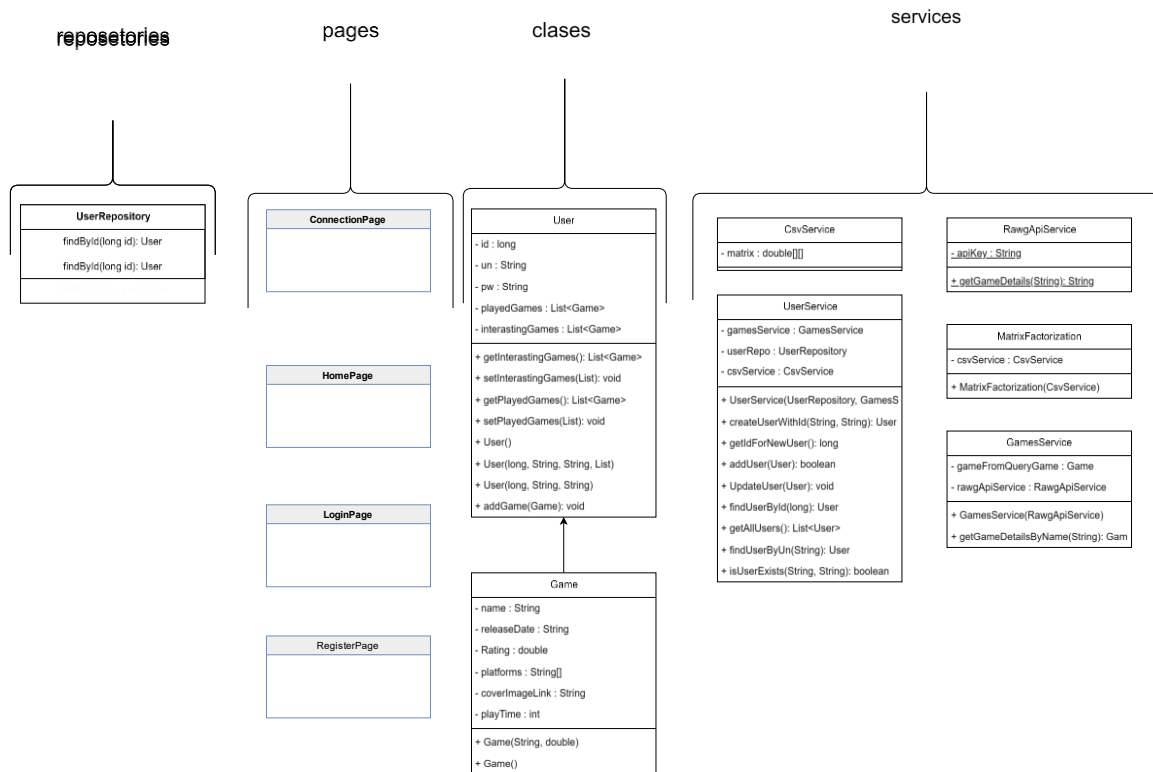 reposetories
reposetories
pages
clases
services
UserRepository
findById(long id): User
findById(long id): User
ConnectionPage
HomePage
LoginPage
RegisterPage
User
- id : long
- un : String
- pw : String
- playedGames : List<Game>
- interastingGames : List<Game>
+ getInterastingGames(): List<Game>
+ setInterastingGames(List): void
+ getPlayedGames(): List<Game>
+ setPlayedGames(List): void
+ User()
+ User(long, String, String, List)
+ User(long, String, String)
+ addGame(Game): void
Game
- name : String
- releaseDate : String
- Rating : double
- platforms : String[]
- coverImageLink : String
- playTime : int
+ Game(String, double)
+ Game()
CsvService
- matrix : double[][]
UserService
- gamesService : GamesService
- userRepo : UserRepository
- csvService : CsvService
+ UserService(UserRepository, GamesS
+ createUserWithId(String, String): User
+ getIdForNewUser(): long
+ addUser(User): boolean
+ UpdateUser(User): void
+ findUserById(long): User
+ getAllUsers(): List<User>
+ findUserByUn(String): User
+ isUserExists(String, String): boolean
RawgApiService
- apiKey : String
+ getGameDetails(String): String
MatrixFactorization
- csvService : CsvService
+ MatrixFactorization(CsvService)
GamesService
- gameFromQueryGame : Game
- rawgApiService : RawgApiService
+ GamesService(RawgApiService)
+ getGameDetailsByName(String): Gam